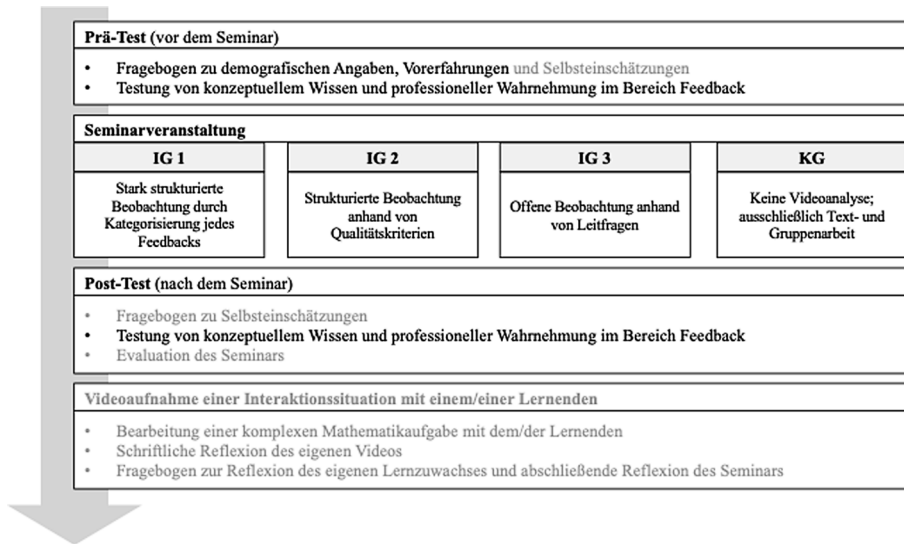 Prä-Test (vor dem Seminar)
• Fragebogen zu demografischen Angaben, Vorerfahrungen und Selbsteinschätzungen
• Testung von konzeptuellem Wissen und professioneller Wahrnehmung im Bereich Feedback
Seminarveranstaltung
IG 1
Stark strukturierte
Beobachtung durch
Kategorisierung jedes
Feedbacks
IG 2
Strukturierte Beobachtung
anhand von
Qualitätskriterien
IG 3
Offene Beobachtung anhand
von Leitfragen
KG
Keine Videoanalyse;
ausschließlich Text- und
Gruppenarbeit
Post-Test (nach dem Seminar)
• Fragebogen zu Selbsteinschätzungen
• Testung von konzeptuellem Wissen und professioneller Wahrnehmung im Bereich Feedback
• Evaluation des Seminars
Videoaufnahme einer Interaktionssituation mit einem/einer Lernenden
• Bearbeitung einer komplexen Mathematikaufgabe mit dem/der Lernenden
• Schriftliche Reflexion des eigenen Videos
• Fragebogen zur Reflexion des eigenen Lernzuwachses und abschließende Reflexion des Seminars